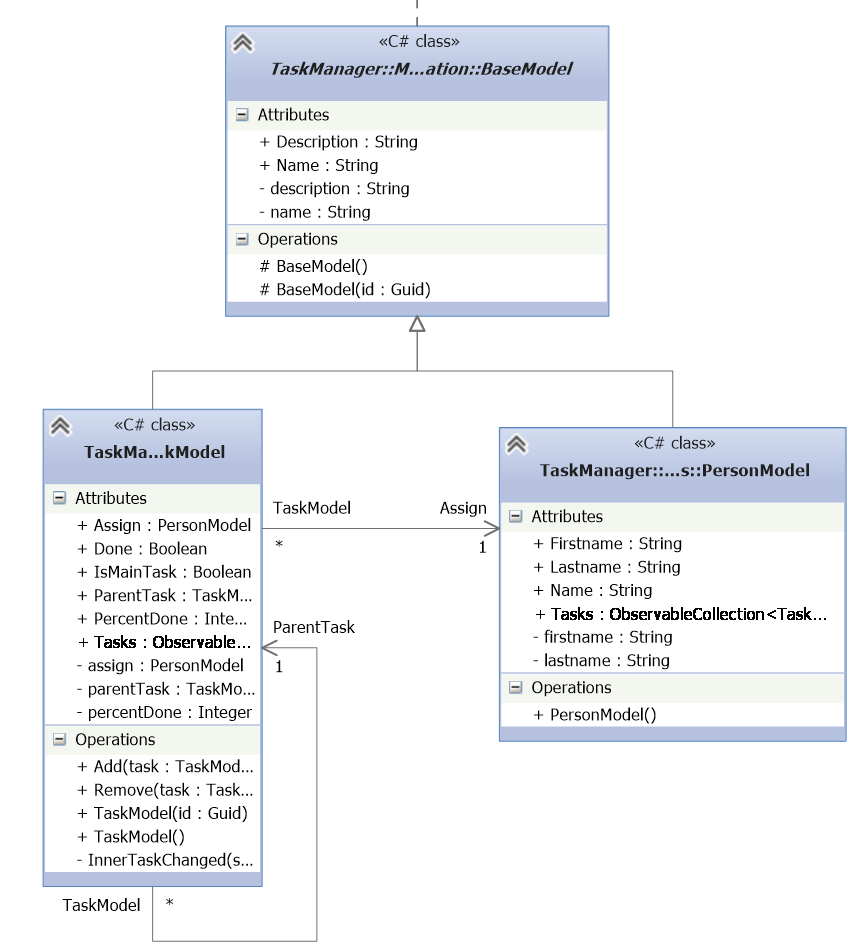 «C# class»
TaskManager::M...ation::BaseModel
Attributes
+ Description : String
+ Name : String
- description : String
- name : String
Operations
# BaseModel()
# BaseModel(id : Guid)
«C# class»
TaskMa...kModel
Attributes
+ Assign : PersonModel
+ Done : Boolean
+ IsMainTask : Boolean
+ ParentTask : TaskM...
+ PercentDone : Inte...
+ Tasks : Observable...
- assign : PersonModel
- parentTask : TaskMo...
- percentDone : Integer
Operations
+ Add(task : TaskMod...
+ Remove(task : Task...
+ TaskModel(id : Guid)
+ TaskModel()
- InnerTaskChanged(s...
TaskModel
*
Assign
1
ParentTask
1
TaskModel
*
«C# class»
TaskManager::...s::PersonModel
Attributes
+ Firstname : String
+ Lastname : String
+ Name : String
+ Tasks : ObservableCollection<Task...
- firstname : String
- lastname : String
Operations
+ PersonModel()